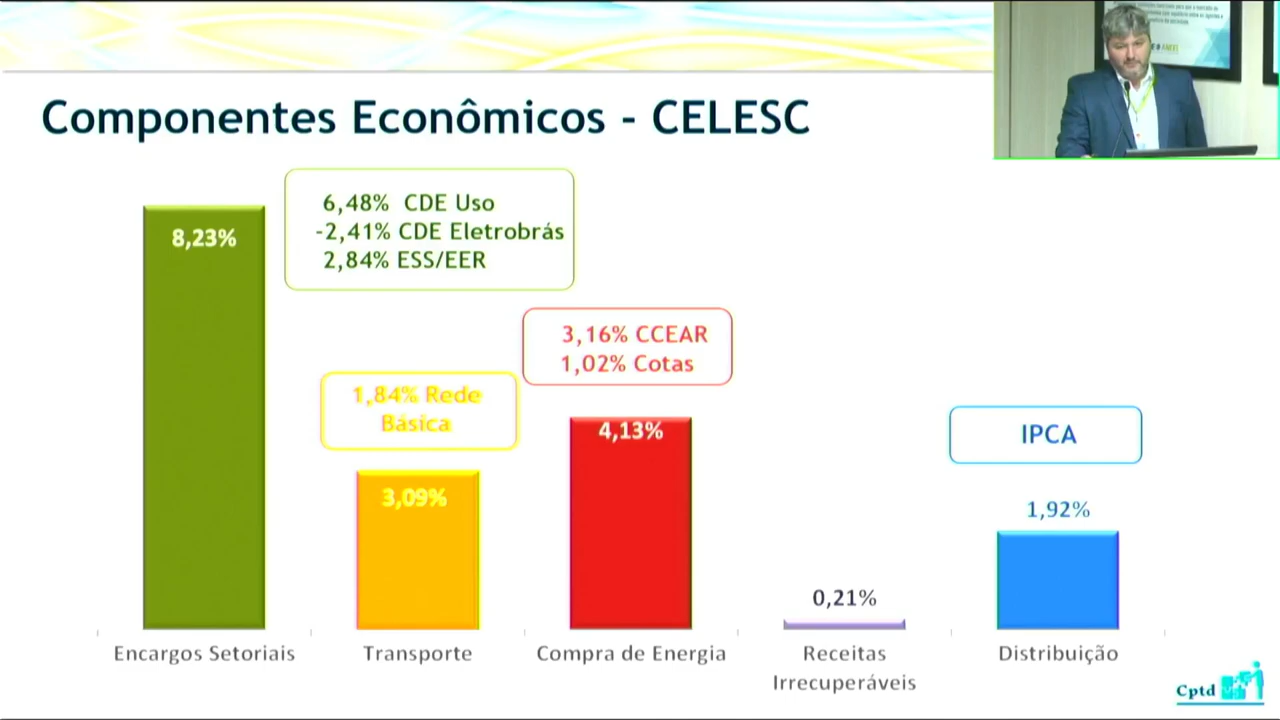 Componentes Econômicos - CELESC
8,23%
6,48% CDE Uso
-2,41% CDE Eletrobrás
2,84% ESS/EER
3,16% CCEAR
1,02% Cotas
1,84% Rede
Básica
4,13%
3,09%
IPCA
1,92%
0,21%
Encargos Setoriais
Transporte
Compra de Energia
Receitas
Irrecuperáveis
Distribuição
Cptd